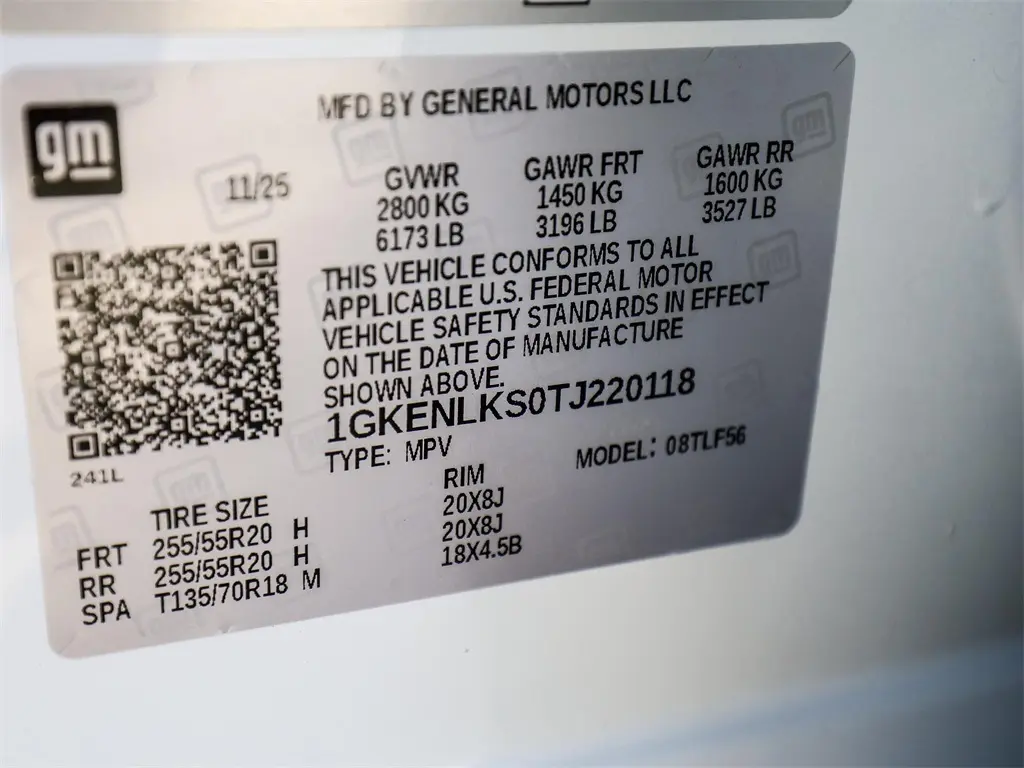 gm
MFD BY GENERAL MOTORS LLC
11/25
GVWR GAWR FRT GAWR RR
2800 KG 1450 KG 1600 KG
6173 LB 3196 LB 3527 LB
THIS VEHICLE CONFORMS TO ALL
APPLICABLE U.S. FEDERAL MOTOR
VEHICLE SAFETY STANDARDS IN EFFECT
ON THE DATE OF MANUFACTURE
SHOWN ABOVE.
1GKENLKS0TJ220118
TYPE: MPV MODEL: 08TLF56
241L
TIRE SIZE RIM
FRT 255/55R20 H 20X8J
RR 255/55R20 H 20X8J
SPA T135/70R18 M 18X4.5B